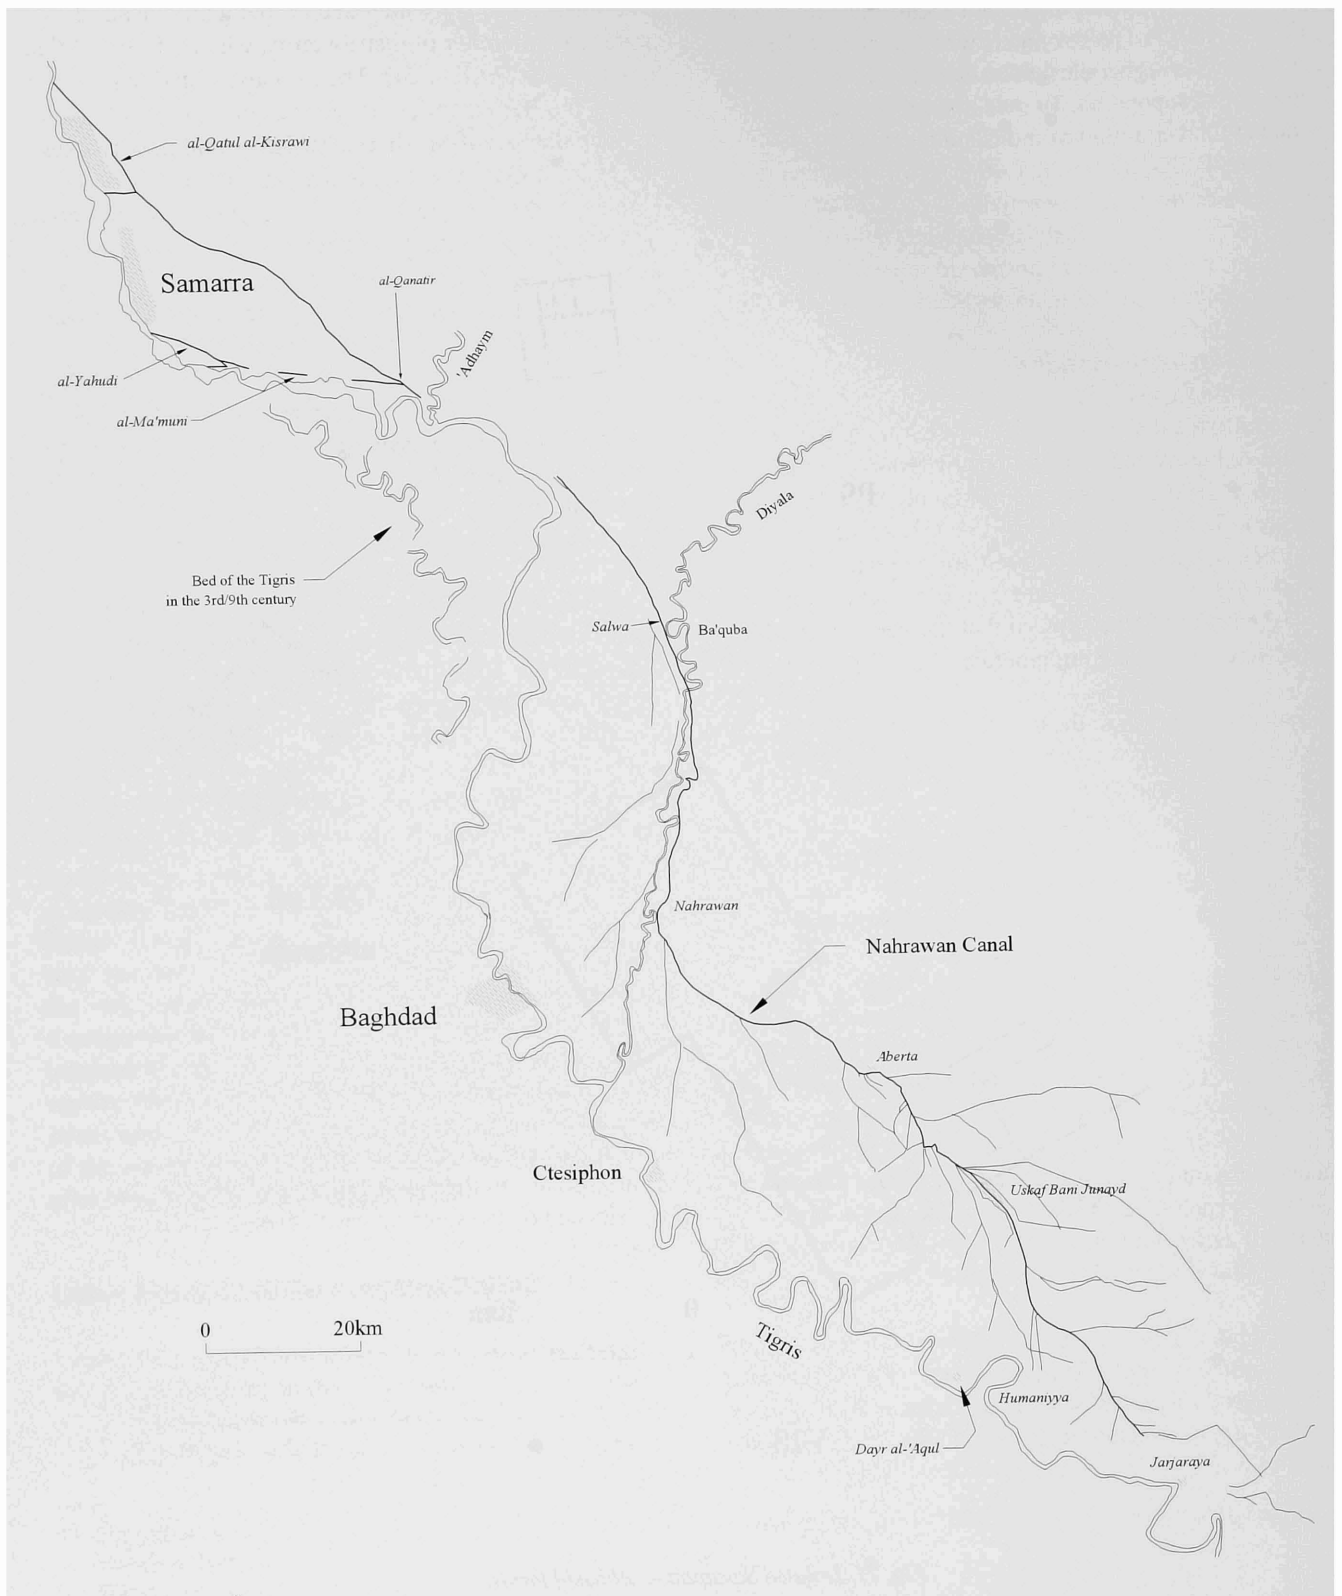 al-Qatul al-Kisrawi
Samarra
al-Qanatir
'Adhaym
al-Yahudi
al-Ma'muni
Diyala
Bed of the Tigris
in the 3rd/9th century
Salwa
Ba'quba
Nahrawan
Nahrawan Canal
Baghdad
Aberta
Ctesiphon
Uskaf Bani Junayd
0 20km
Tigris
Humaniyya
Dayr al-'Aqul
Jarjaraya